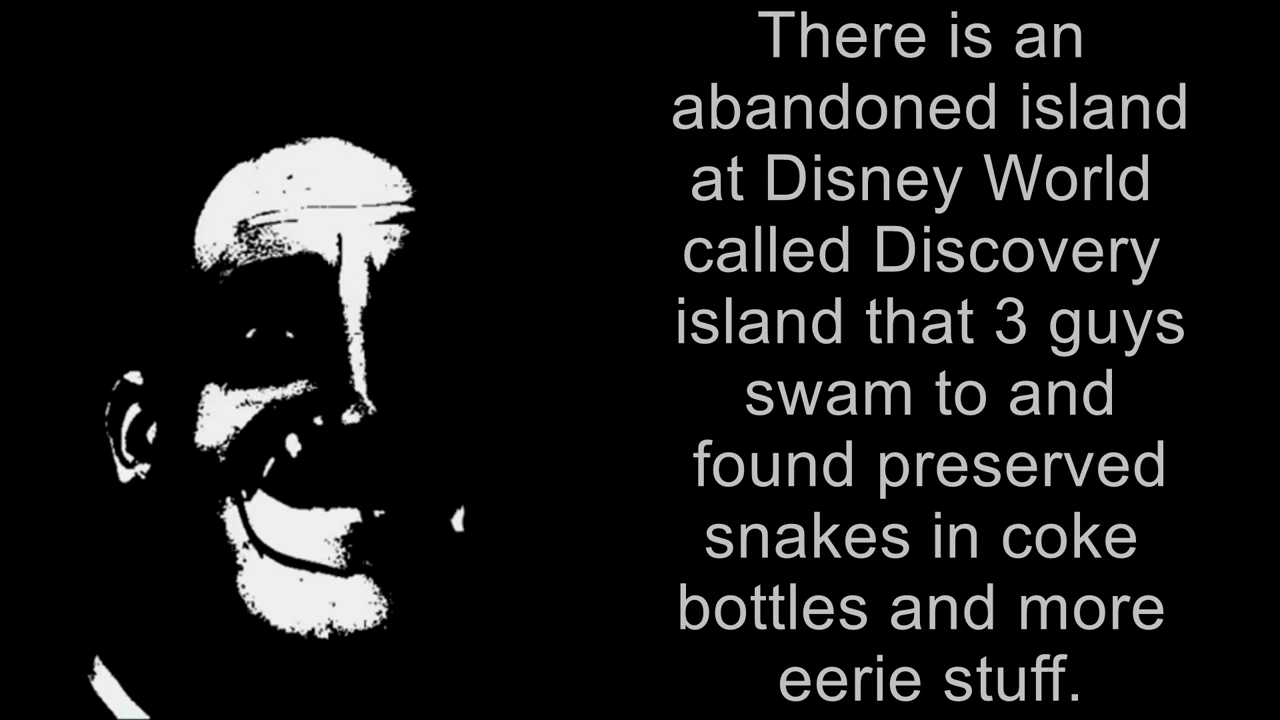 There is an
abandoned island
at Disney World
called Discovery
island that 3 guys
swam to and
found preserved
snakes in coke
bottles and more
eerie stuff.